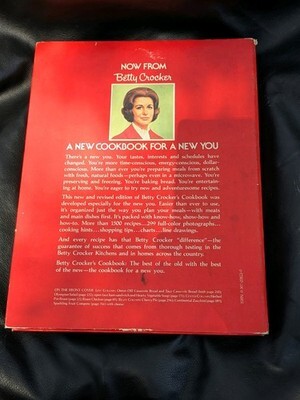 NOW FROM
Betty Crocker
A NEW COOKBOOK FOR A NEW YOU
There's a new you. Your tastes, interests and schedules have
changed. You're more time-conscious, energy-conscious, dollar-
conscious. More than ever you're preparing meals from scratch
with fresh, natural foods—perhaps even in a microwave. You're
preserving and freezing. You're baking bread. You're entertain-
ing at home. You're eager to try new and adventuresome recipes.
This new and revised edition of Betty Crocker's Cookbook was
developed especially for the new you. Easier than ever to use,
it's organized just the way you plan your meals—with meats
and main dishes first. It's packed with know-how, show-how and
how-to. More than 1500 recipes...299 full-color photographs...
cooking hints...shopping tips...charts...line drawings.
And every recipe has that Betty Crocker "difference"—the
guarantee of success that comes from thorough testing in the
Betty Crocker Kitchens and in homes across the country.
Betty Crocker's Cookbook: The best of the old with the best
of the new—the cookbook for a new you.
ON THE FRONT COVER